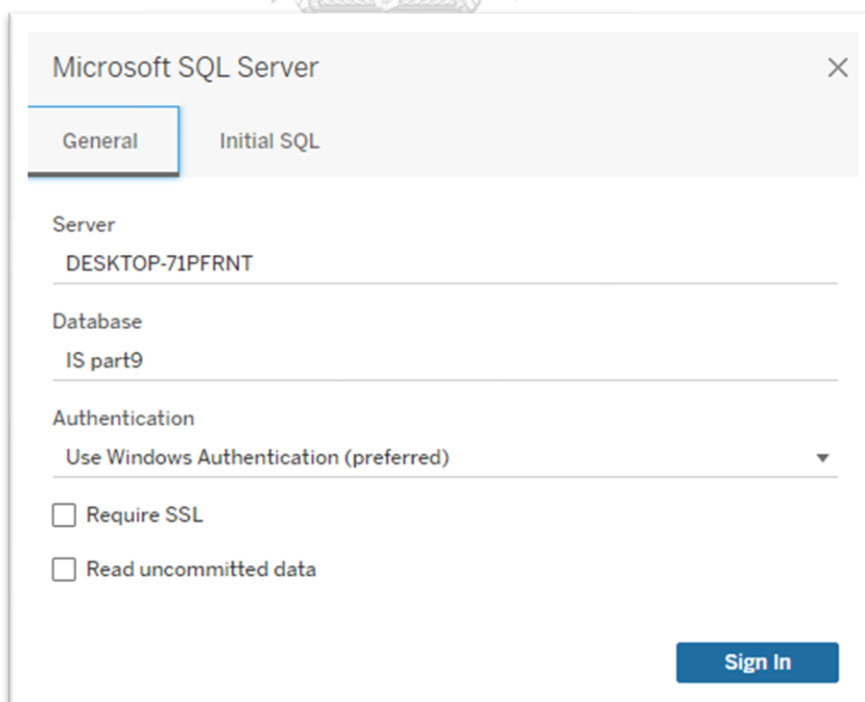 Microsoft SQL Server
General
Initial SQL
Server
DESKTOP-71PFRNT
Database
IS part9
Authentication
Use Windows Authentication (preferred)
Require SSL
Read uncommitted data
Sign In